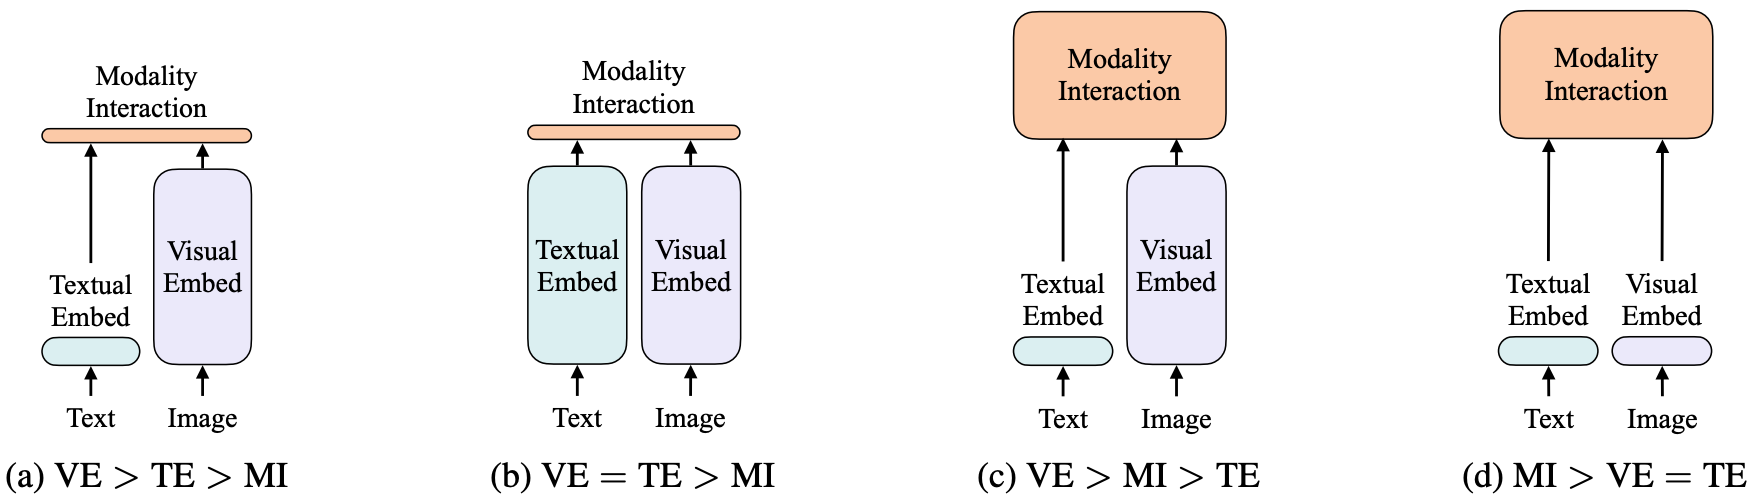 Modality
Interaction
Textual
Embed
Visual
Embed
Text
Image
(a) VE > TE > MI
Modality
Interaction
Textual
Embed
Visual
Embed
Text
Image
(b) VE = TE > MI
Modality
Interaction
Textual
Embed
Visual
Embed
Text
Image
(c) VE > MI > TE
Modality
Interaction
Textual
Embed
Visual
Embed
Text
Image
(d) MI > VE = TE